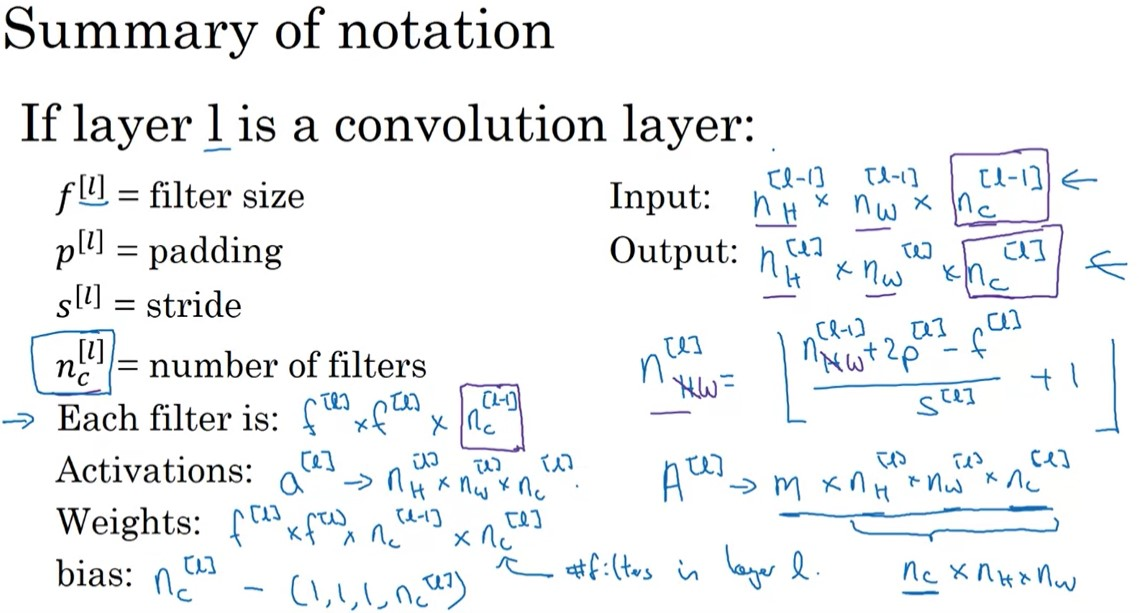 Summary of notation
If layer l is a convolution layer:
f^[l] = filter size
p^[l] = padding
s^[l] = stride
n_c^[l] = number of filters
→ Each filter is: f^[l] × f^[l] × n_c^[l-1]
Activations: a^[l] → n_H^[l] × n_W^[l] × n_c^[l].
Weights: f^[l] × f^[l] × n_c^[l-1] × n_c^[l]
bias: n_c^[l] - (1,1,1,n_c^[l])
#filters in layer l.
Input: n_H^[l-1] × n_W^[l-1] × n_c^[l-1] ←
Output: n_H^[l] × n_W^[l] × n_c^[l] ←
n_W^[l] = ⌊(n_W^[l-1] + 2p^[l] - f^[l]) / s^[l] + 1⌋
A^[l] → m × n_H^[l] × n_W^[l] × n_c^[l]
n_c × n_H × n_W